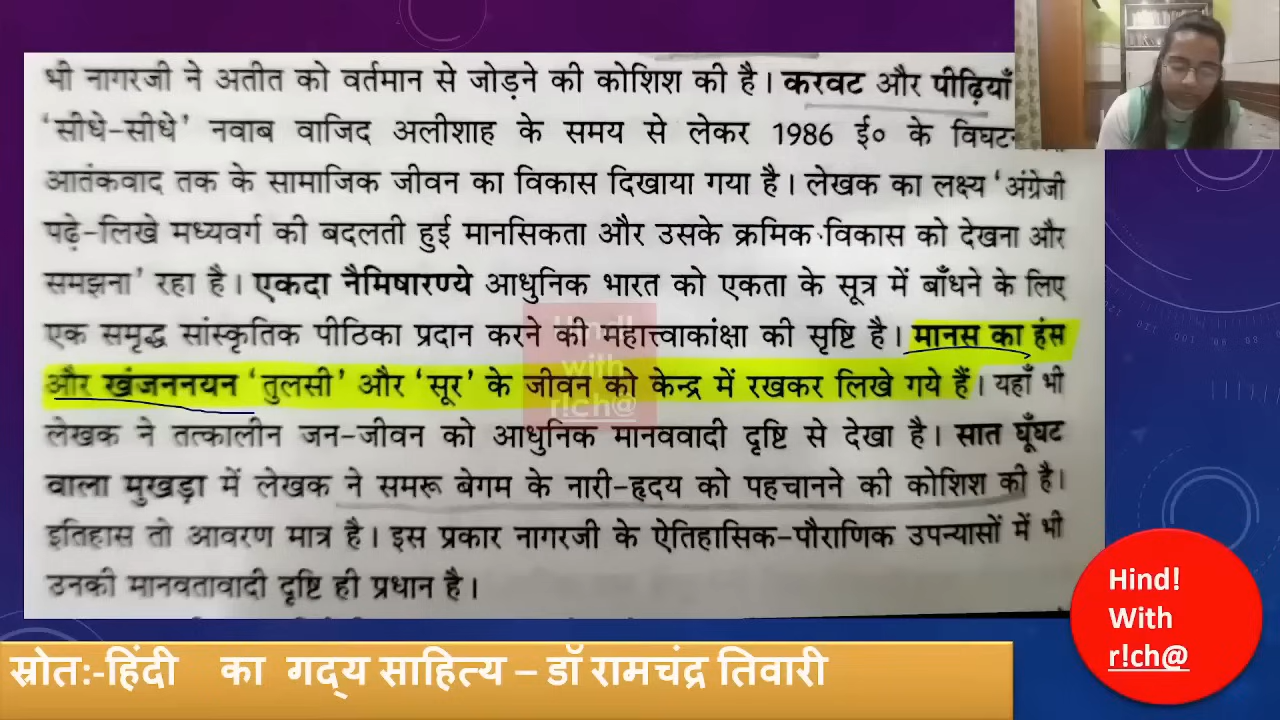 भी नागरजी ने अतीत को वर्तमान से जोड़ने की कोशिश की है। करवट और पीढ़ियाँ
'सीधे-सीधे' नवाब वाजिद अलीशाह के समय से लेकर 1986 ई० के
आतंकवाद तक के सामाजिक जीवन का विकास दिखाया गया है। लेखक का लक्ष्य 'अंग्रेजी
पढ़े-लिखे मध्यवर्ग की बदलती हुई मानसिकता और उसके क्रमिक विकास को देखना और
समझना' रहा है। एकदा नैमिषारण्ये आधुनिक भारत को एकता के सूत्र में बाँधने के लिए
एक समृद्ध सांस्कृतिक पीठिका प्रदान करने की महात्त्वाकांक्षा की सृष्टि है। मानस का हंस
और खंजननयन 'तुलसी' और 'सूर' के जीवन को केन्द्र में रखकर लिखे गये हैं। यहाँ भी
लेखक ने तत्कालीन जन-जीवन को आधुनिक मानववादी दृष्टि से देखा है। सात घूँघट
वाला मुखड़ा में लेखक ने समरू बेगम के नारी-हृदय को पहचानने की कोशिश की है।
इतिहास तो आवरण मात्र है। इस प्रकार नागरजी के ऐतिहासिक-पौराणिक उपन्यासों में भी
उनकी मानवतावादी दृष्टि ही प्रधान है।
Hind!
with
r!ch@
स्रोतः-हिंदी का गद्य साहित्य – डॉ रामचंद्र तिवारी
Hind!
With
r!ch@